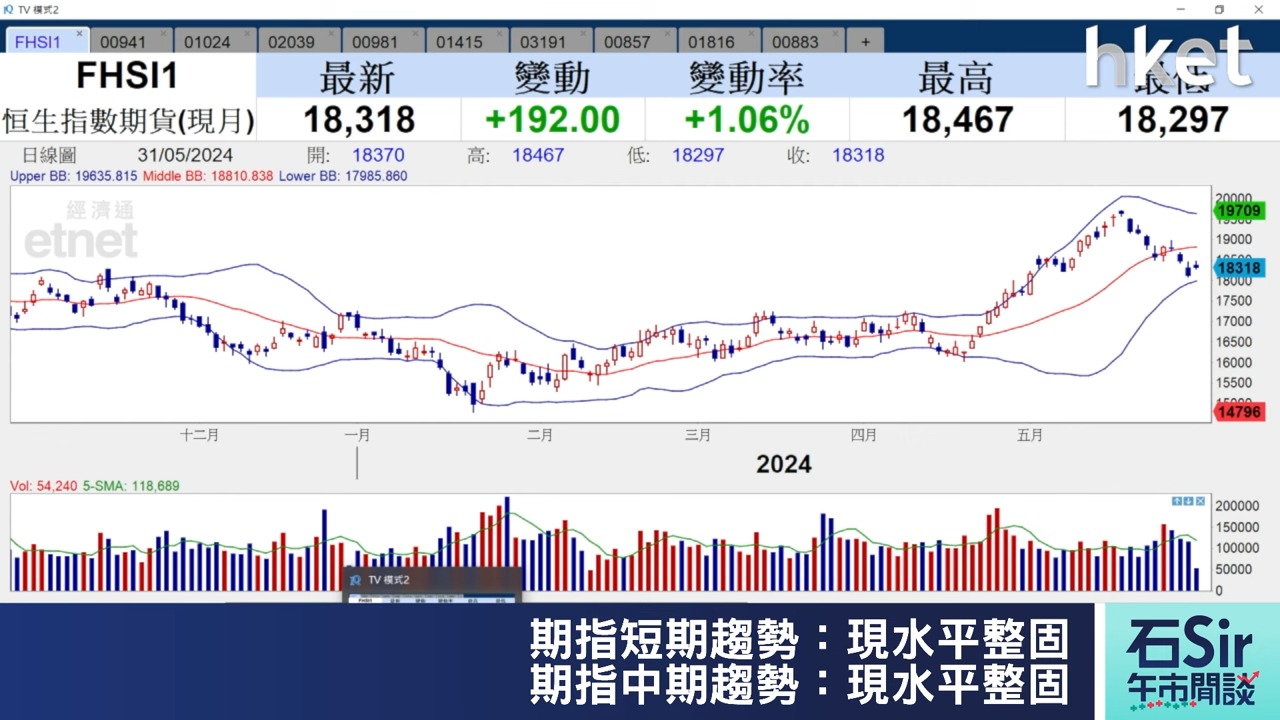 TV 模式2
FHSI1 00941 01024 02039 00981 01415 03191 00857 01816 00883 +
hket
FHSI1 最新 變動 變動率 最高 最低
恒生指數期貨(現月) 18,318 +192.00 +1.06% 18,467 18,297
日線圖 31/05/2024 開: 18370 高: 18467 低: 18297 收: 18318
Upper BB: 19635.815 Middle BB: 18810.838 Lower BB: 17985.860
經濟通
etnet
20000
19709
19000
18318
18000
17500
17000
16500
16000
15500
14796
十二月 一月 二月 三月 四月 五月
2024
Vol: 54,240 5-SMA: 118,689
200000
150000
100000
50000
0
TV 模式2
期指短期趨勢：現水平整固
期指中期趨勢：現水平整固
石Sir
午市閒談